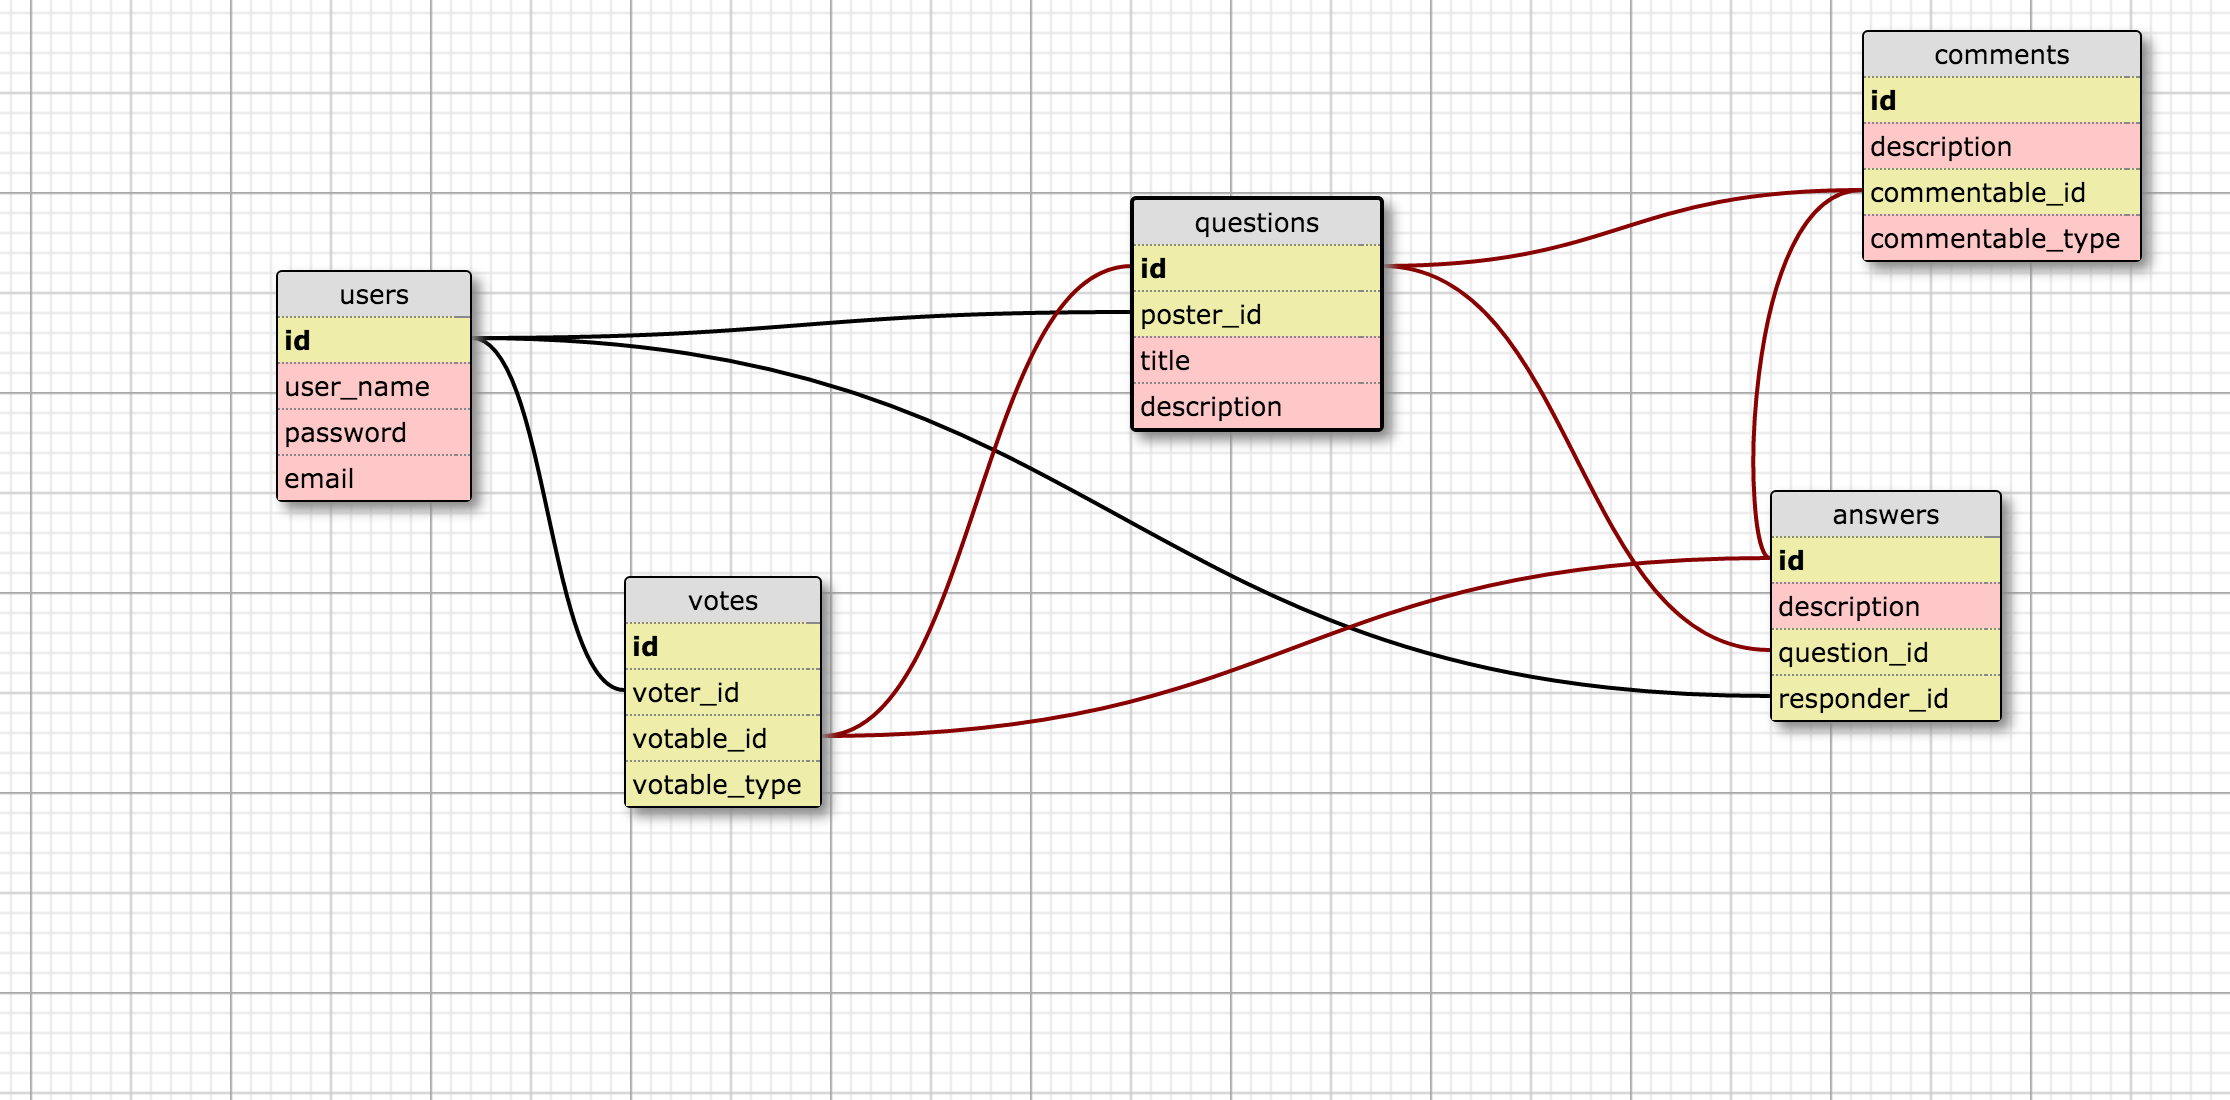 users
id
user_name
password
email
votes
id
voter_id
votable_id
votable_type
questions
id
poster_id
title
description
comments
id
description
commentable_id
commentable_type
answers
id
description
question_id
responder_id